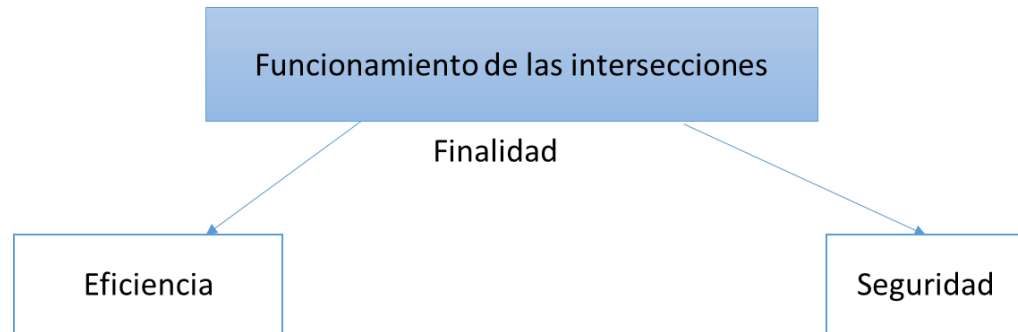 Funcionamiento de las intersecciones
Finalidad
Eficiencia
Seguridad